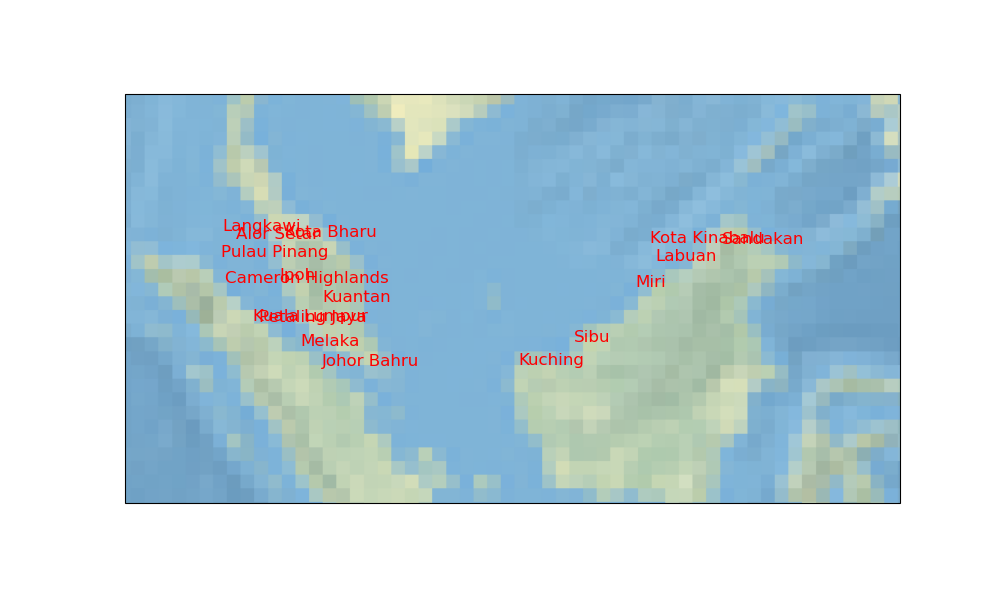 Langkawi
Kota Bharu
Alor Setar
Kota Kinabalu
Sandakan
Pulau Pinang
Labuan
Ipoh
Cameron Highlands
Miri
Kuantan
Kuala Lumpur
Petaling Jaya
Sibu
Melaka
Kuching
Johor Bahru